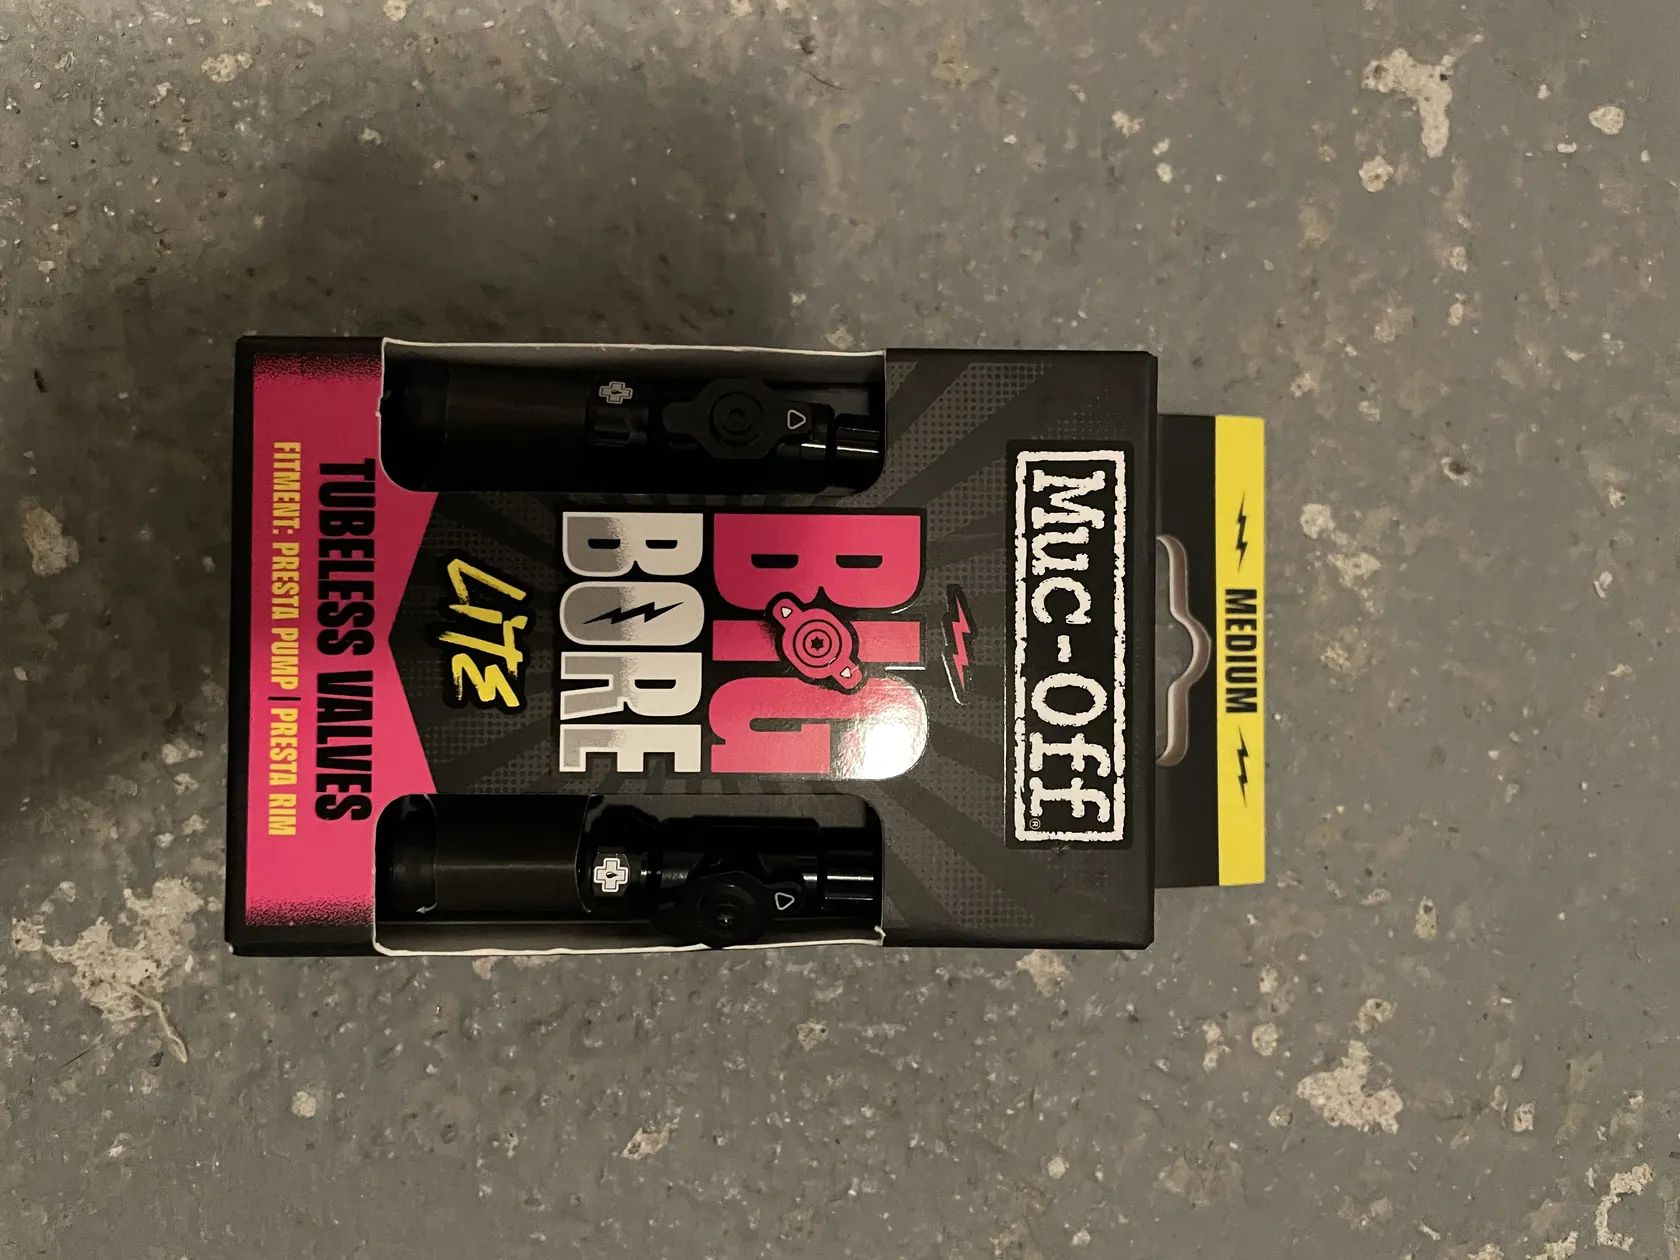 MEDIUM
Muc-Off®
BIG
BORE
LITE
TUBELESS VALVES
FITMENT: PRESTA PUMP | PRESTA RIM